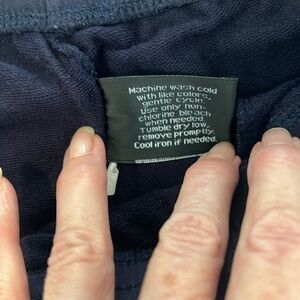 Machine wash cold
with like colors,
gentle cycle.
Use only non-
chlorine bleach
when needed.
Tumble dry low,
remove promptly.
Cool iron if needed.